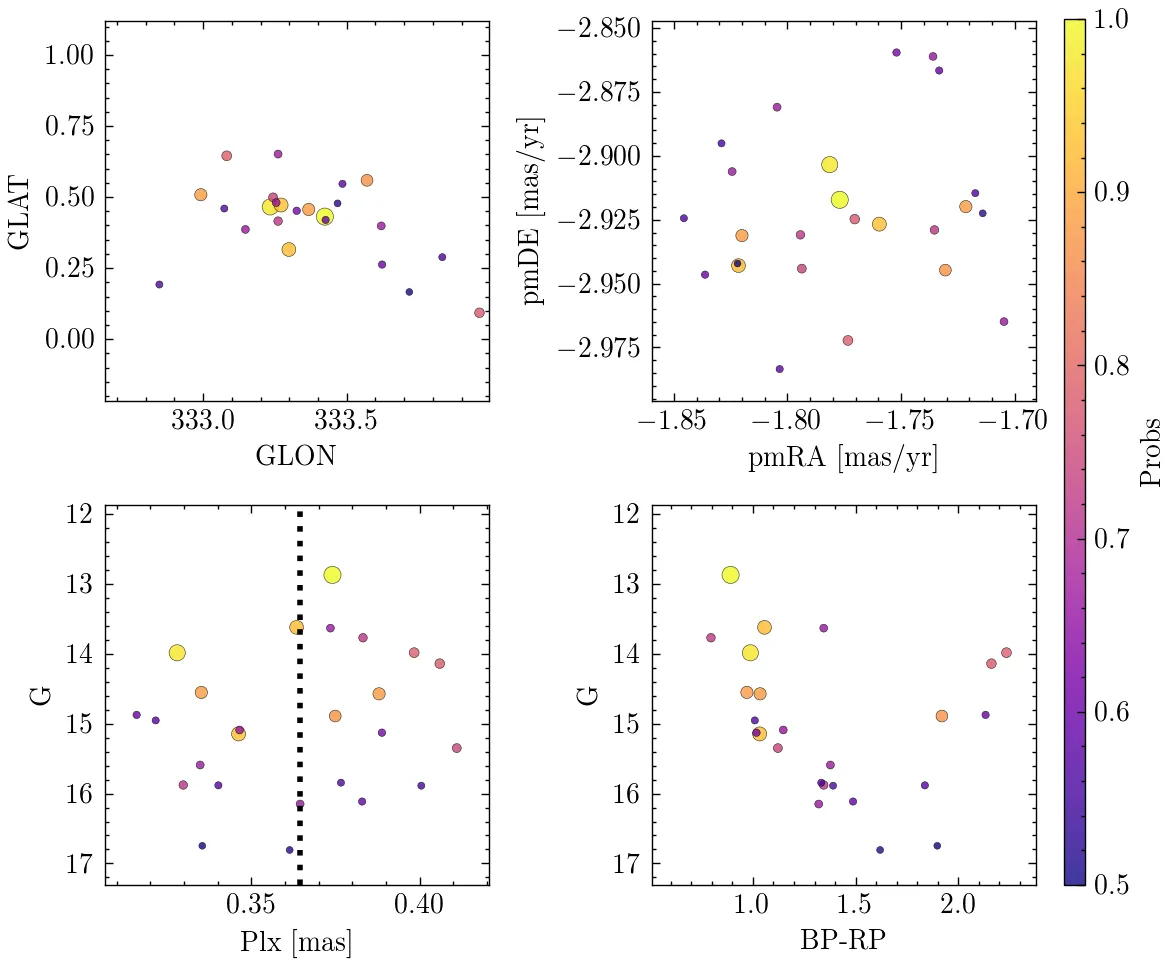 1.00
0.75
0.50
0.25
0.00
GLAT
333.0 333.5
GLON
−2.850
−2.875
−2.900
−2.925
−2.950
−2.975
pmDE [mas/yr]
−1.85 −1.80 −1.75 −1.70
pmRA [mas/yr]
12
13
14
15
16
17
G
0.35 0.40
Plx [mas]
12
13
14
15
16
17
G
1.0 1.5 2.0
BP-RP
1.0
0.9
0.8
0.7
0.6
0.5
Probs